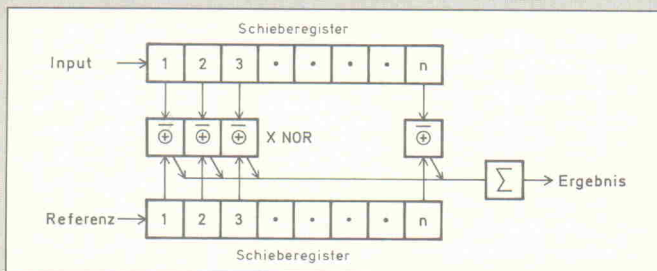 Schieberegister
Input 1 2 3 • • • • n
⊕ ⊕ ⊕ X NOR ⊕
∑ Ergebnis
Referenz 1 2 3 • • • • n
Schieberegister